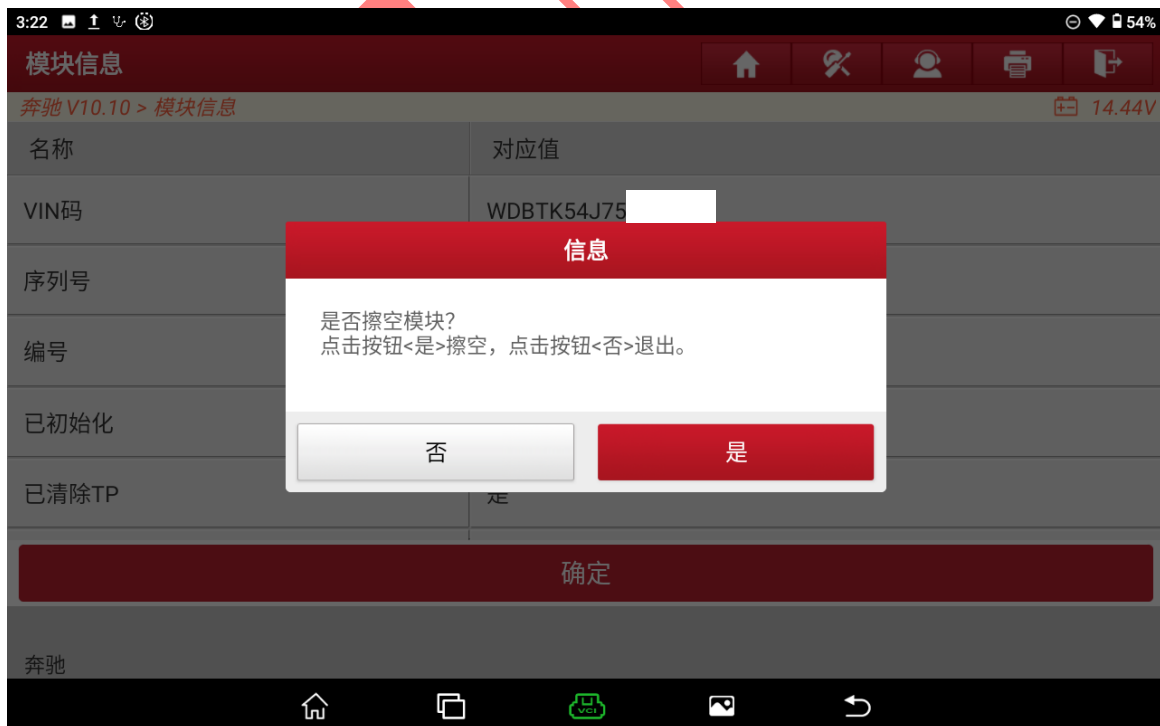 3:22
54%
模块信息
奔驰 V10.10 > 模块信息
14.44V
名称
对应值
VIN码
WDBTK54J75
信息
序列号
是否擦空模块？
点击按钮<是>擦空，点击按钮<否>退出。
编号
已初始化
否
是
已清除TP
是
确定
奔驰
VCI